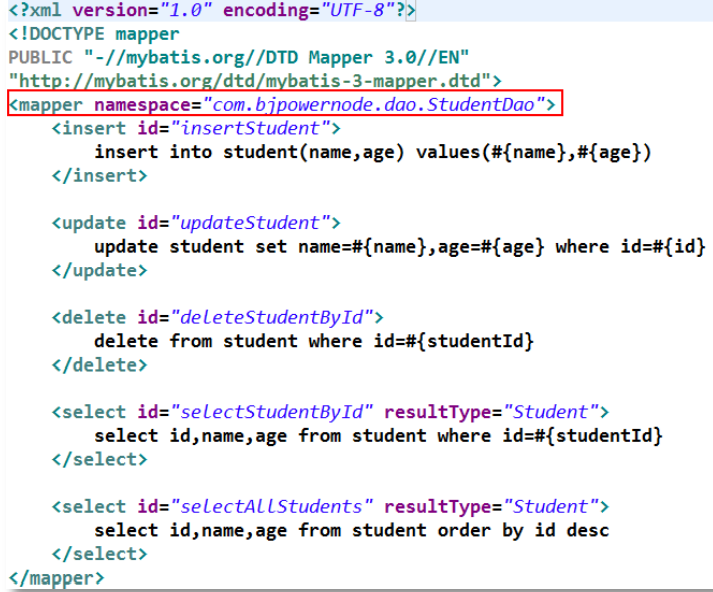 <?xml version="1.0" encoding="UTF-8"?>
<!DOCTYPE mapper
PUBLIC "-//mybatis.org//DTD Mapper 3.0//EN"
"http://mybatis.org/dtd/mybatis-3-mapper.dtd">
<mapper namespace="com.bjpowernode.dao.StudentDao">
    <insert id="insertStudent">
        insert into student(name,age) values(#{name},#{age})
    </insert>

    <update id="updateStudent">
        update student set name=#{name},age=#{age} where id=#{id}
    </update>

    <delete id="deleteStudentById">
        delete from student where id=#{studentId}
    </delete>

    <select id="selectStudentById" resultType="Student">
        select id,name,age from student where id=#{studentId}
    </select>

    <select id="selectAllStudents" resultType="Student">
        select id,name,age from student order by id desc
    </select>
</mapper>